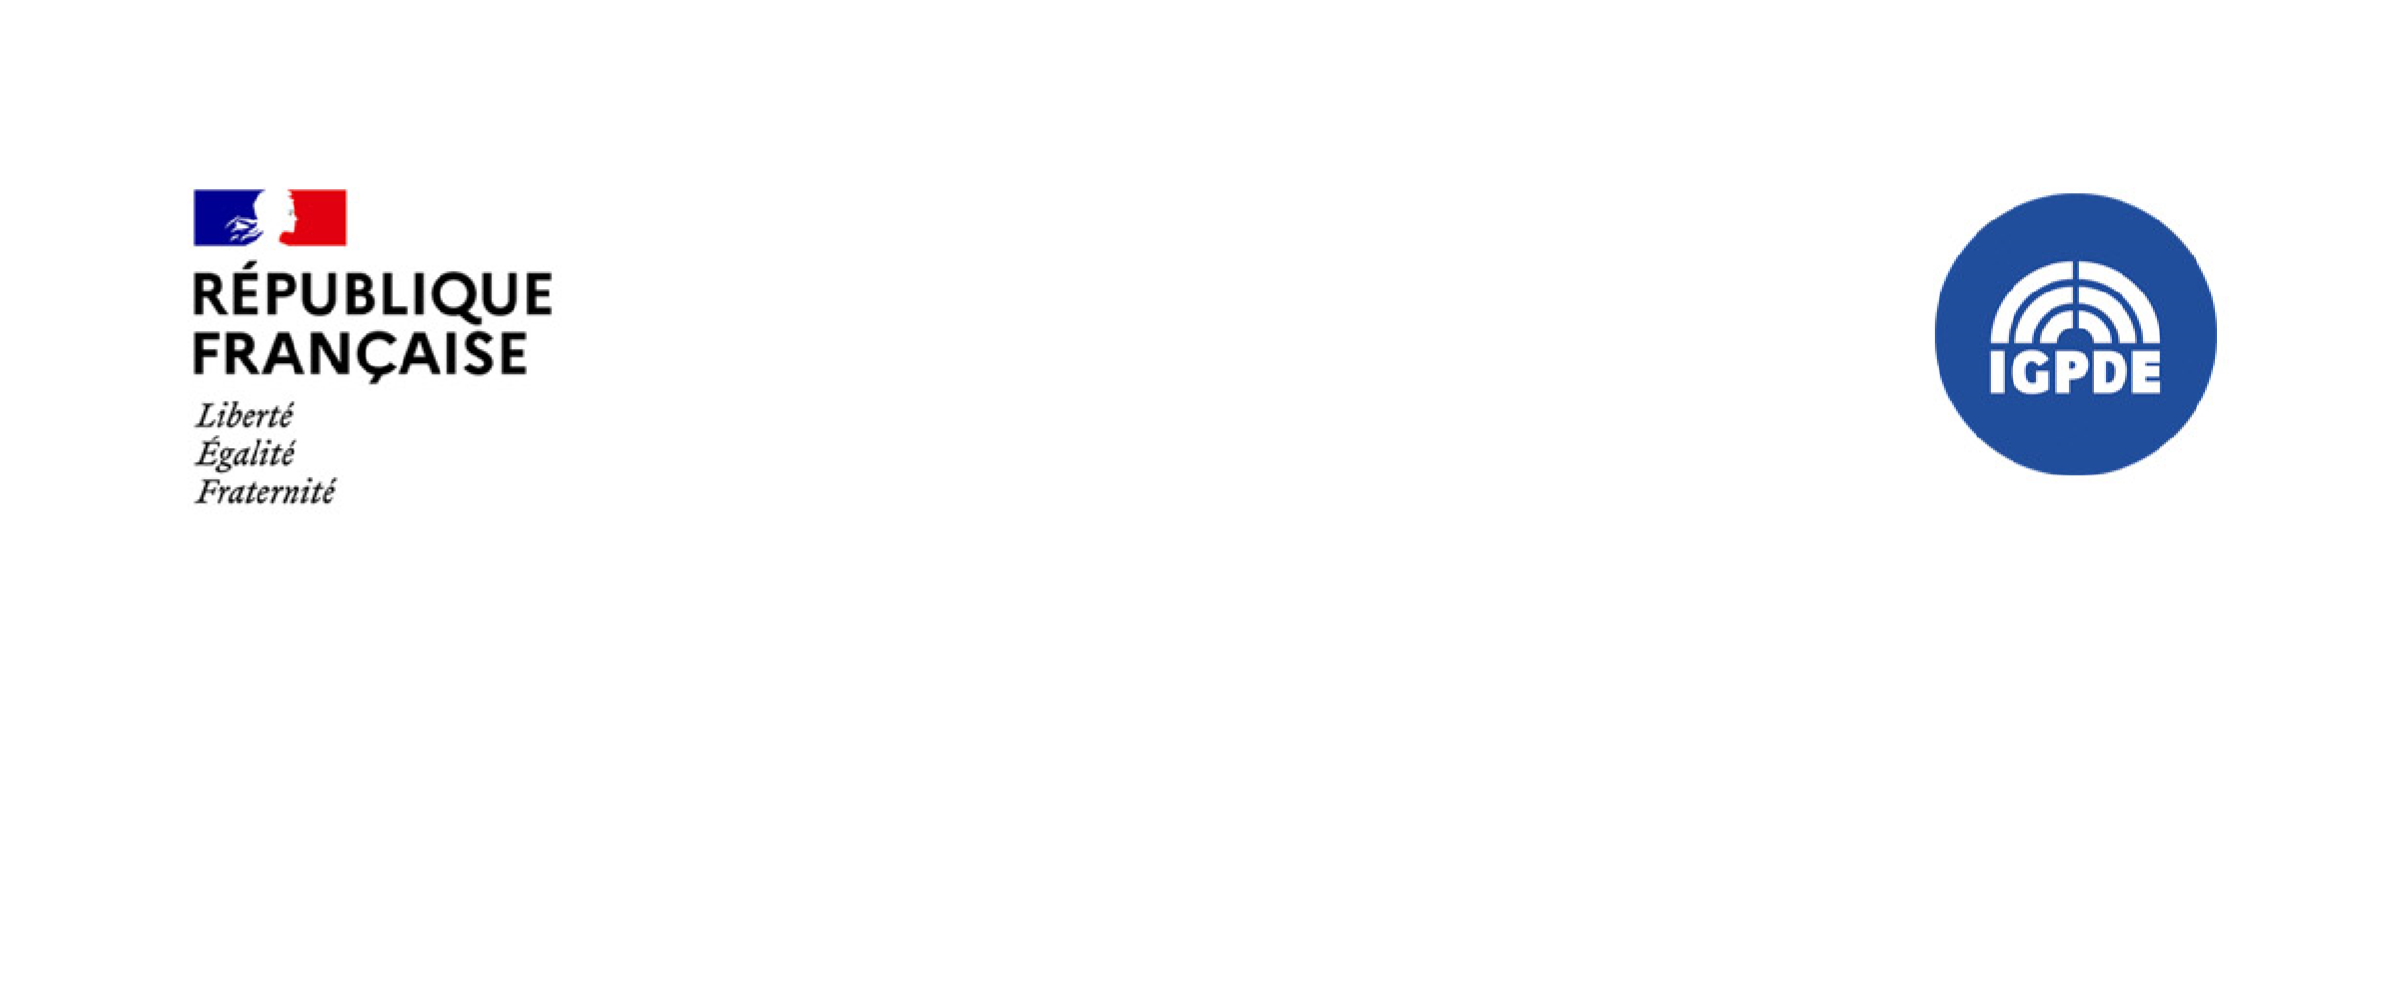 RÉPUBLIQUE
FRANÇAISE
Liberté
Égalité
Fraternité
IGPDE